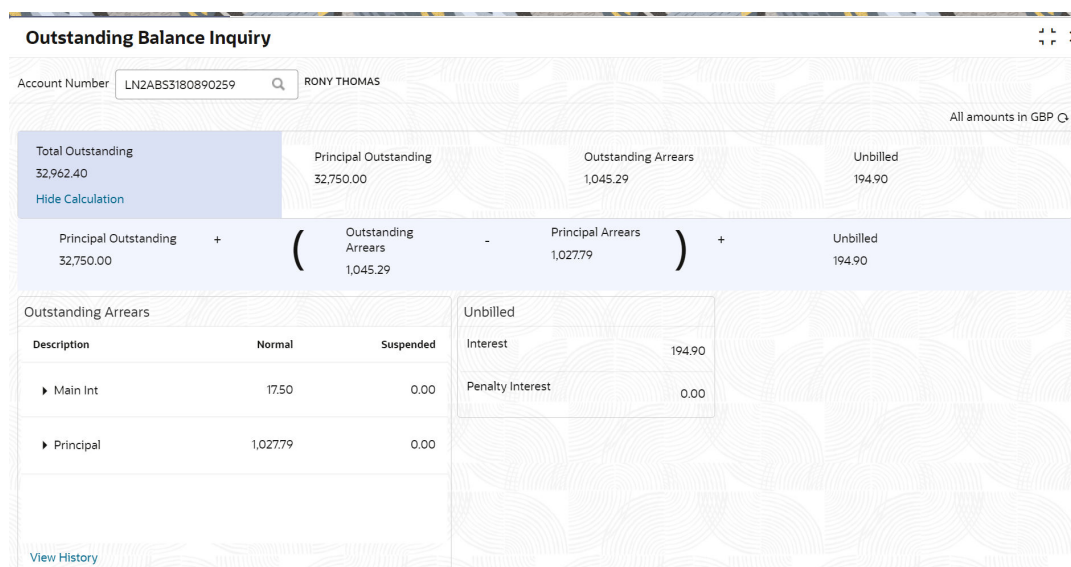 Outstanding Balance Inquiry
Account Number LN2ABS3180890259 RONY THOMAS
All amounts in GBP
Total Outstanding
32,962.40
Hide Calculation
Principal Outstanding
32,750.00
Outstanding Arrears
1,045.29
Unbilled
194.90
Principal Outstanding
32,750.00
+
(
Outstanding
Arrears
1,045.29
-
Principal Arrears
1,027.79
)
+
Unbilled
194.90
Outstanding Arrears
Description Normal Suspended
Main Int 17.50 0.00
Principal 1,027.79 0.00
View History
Unbilled
Interest 194.90
Penalty Interest 0.00